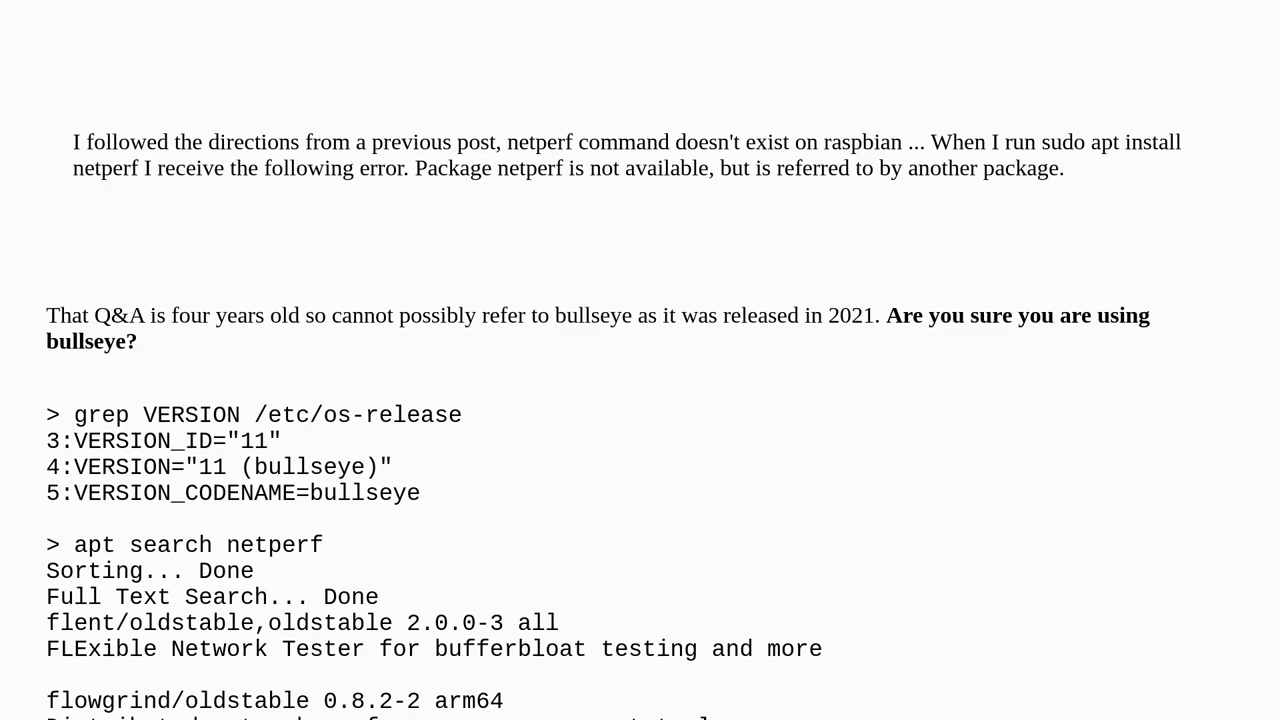 I followed the directions from a previous post, netperf command doesn't exist on raspbian ... When I run sudo apt install
netperf I receive the following error. Package netperf is not available, but is referred to by another package.
That Q&A is four years old so cannot possibly refer to bullseye as it was released in 2021. Are you sure you are using
bullseye?
> grep VERSION /etc/os-release
3:VERSION_ID="11"
4:VERSION="11 (bullseye)"
5:VERSION_CODENAME=bullseye
> apt search netperf
Sorting... Done
Full Text Search... Done
flent/oldstable,oldstable 2.0.0-3 all
FLExible Network Tester for bufferbloat testing and more
flowgrind/oldstable 0.8.2-2 arm64